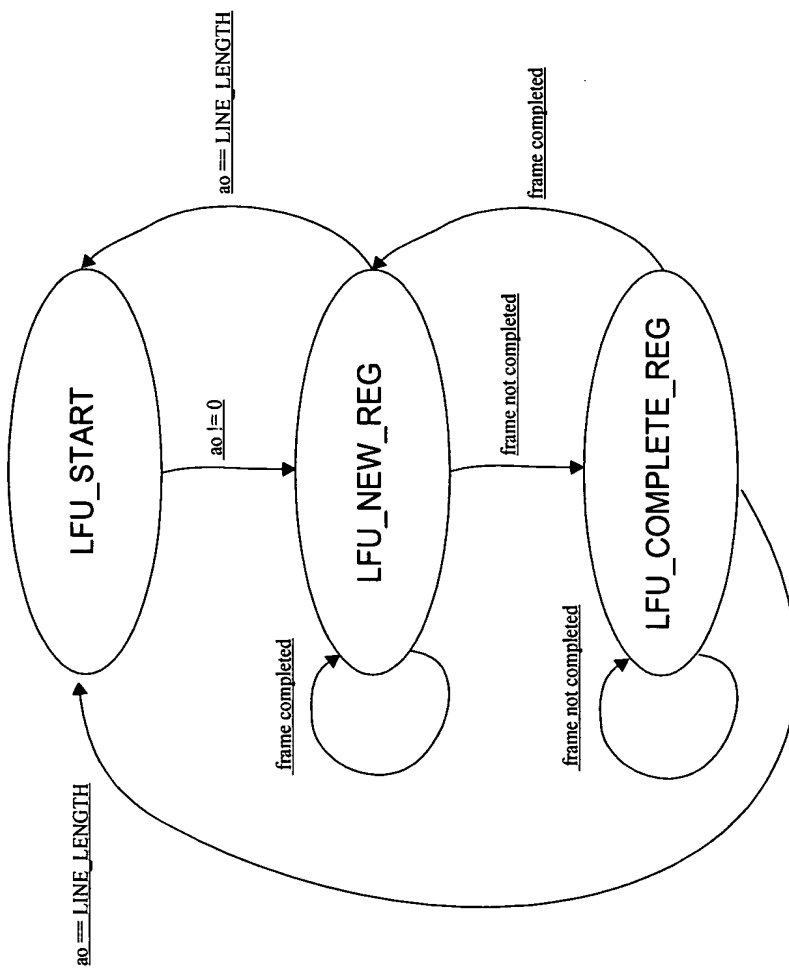 ao == LINE_LENGTH
LFU_START
ao == LINE_LENGTH
ao != 0
frame completed
LFU_NEW_REG
frame not completed
frame completed
frame not completed
LFU_COMPLETE_REG